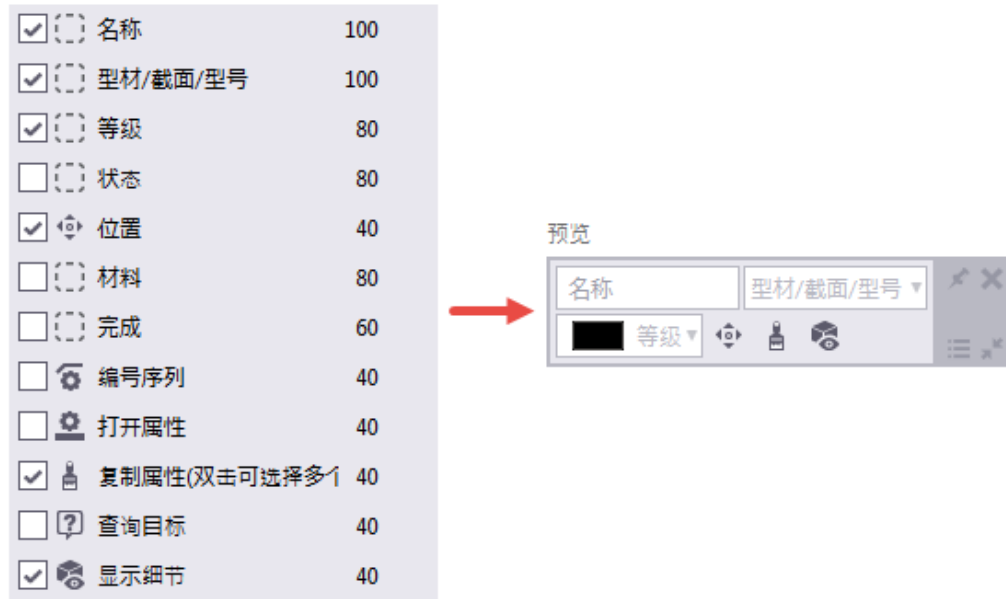 名称 100
型材/截面/型号 100
等级 80
状态 80
位置 40
材料 80
完成 60
编号序列 40
打开属性 40
复制属性(双击可选择多个 40
查询目标 40
显示细节 40
预览
名称 型材/截面/型号
等级